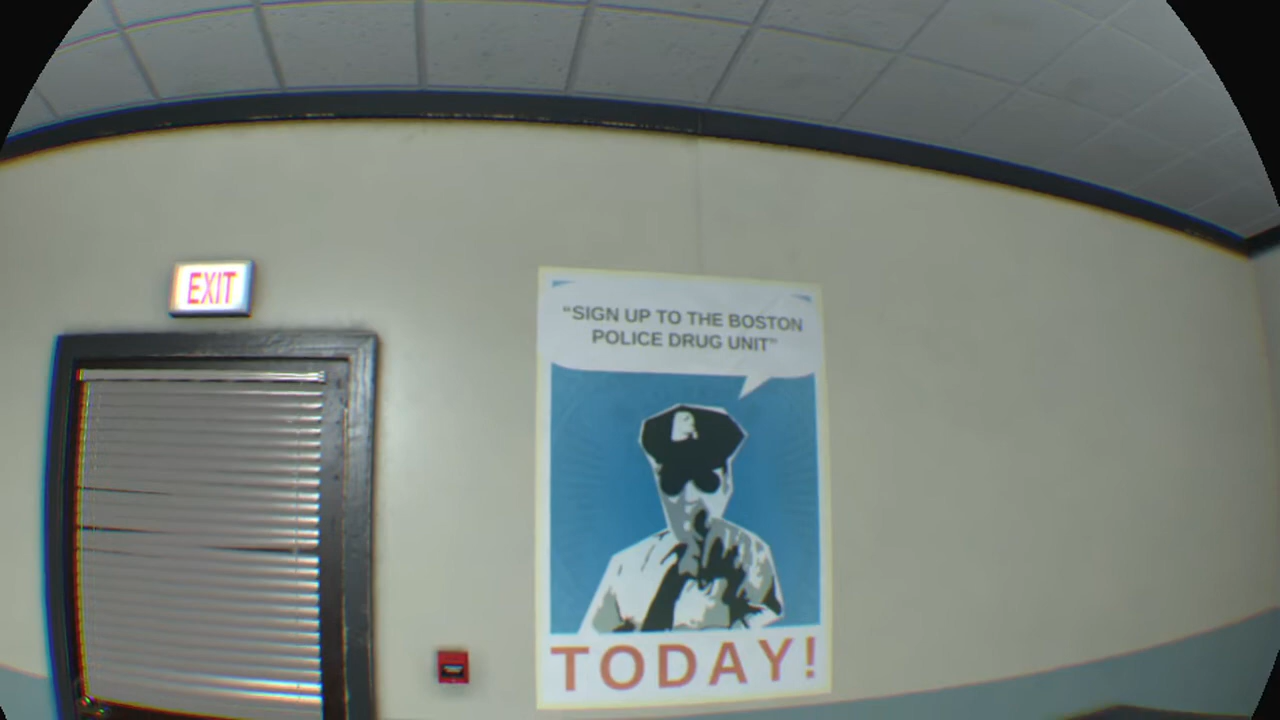 EXIT
“SIGN UP TO THE BOSTON
POLICE DRUG UNIT”
TODAY!